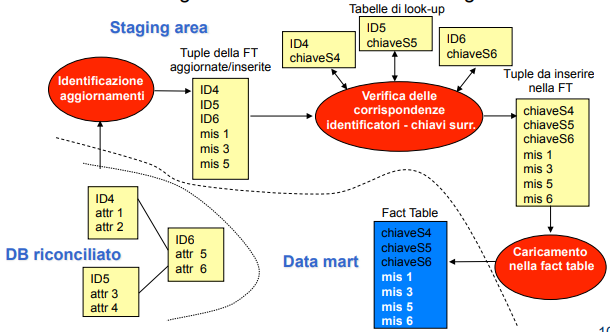 Staging area
Tabelle di look-up
ID4
chiaveS4
ID5
chiaveS5
ID6
chiaveS6
Identificazione
aggiornamenti
Tuple della FT
aggiornate/inserite
ID4
ID5
ID6
mis 1
mis 3
mis 5
Verifica delle
corrispondenze
identificatori - chiavi surr.
Tuple da inserire
nella FT
chiaveS4
chiaveS5
chiaveS6
mis 1
mis 3
mis 5
mis 6
DB riconciliato
ID4
attr 1
attr 2
ID6
attr 5
attr 6
ID5
attr 3
attr 4
Data mart
Fact Table
chiaveS4
chiaveS5
chiaveS6
mis 1
mis 3
mis 5
mis 6
Caricamento
nella fact table